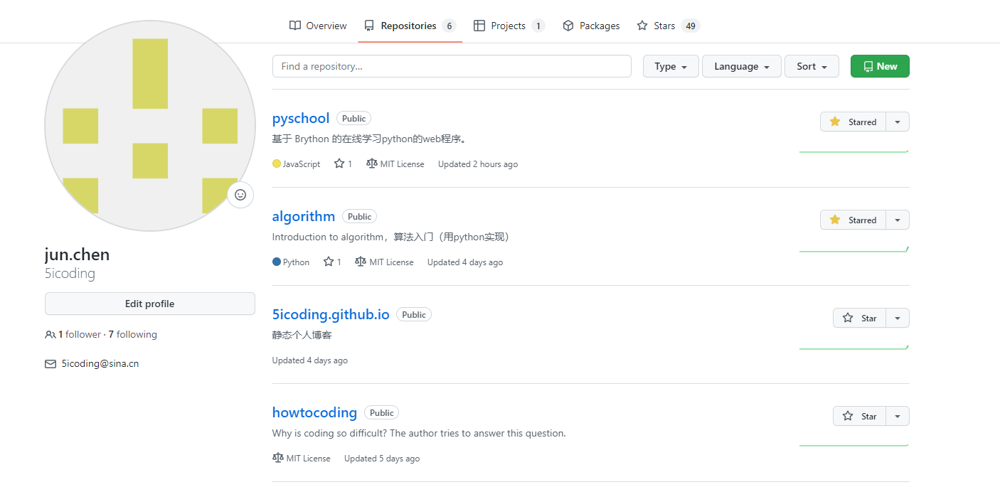 Overview Repositories 6 Projects 1 Packages Stars 49
Find a repository... Type Language Sort New
pyschool Public Starred
基于 Brython 的在线学习python的web程序。
JavaScript 1 MIT License Updated 2 hours ago
algorithm Public Starred
Introduction to algorithm，算法入门（用python实现）
Python 1 MIT License Updated 4 days ago
5icoding.github.io Public Star
静态个人博客
Updated 4 days ago
howtocoding Public Star
Why is coding so difficult? The author tries to answer this question.
MIT License Updated 5 days ago
jun.chen
5icoding
Edit profile
1 follower · 7 following
5icoding@sina.cn